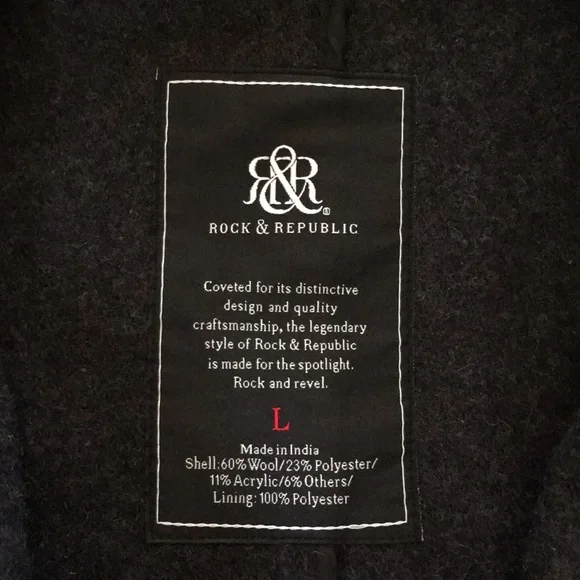 R&R®
ROCK & REPUBLIC
Coveted for its distinctive
design and quality
craftsmanship, the legendary
style of Rock & Republic
is made for the spotlight.
Rock and revel.
L
Made in India
Shell:60%Wool/23% Polyester/
11% Acrylic/6% Others/
Lining: 100% Polyester